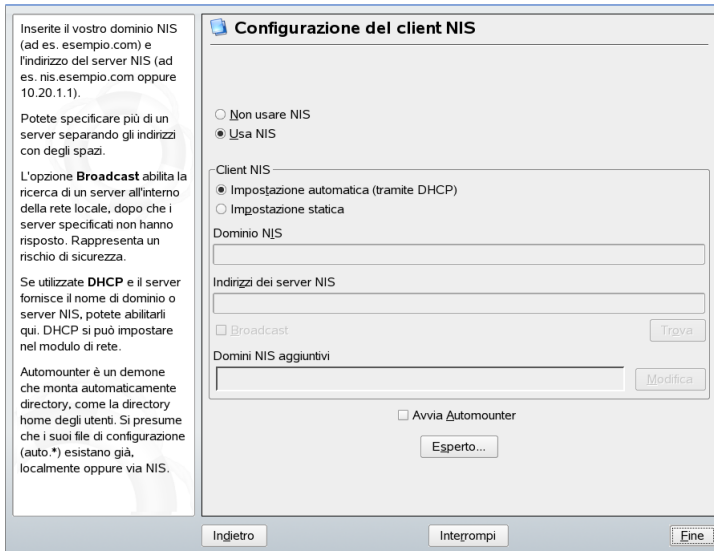 Inserite il vostro dominio NIS
(ad es. esempio.com) e
l'indirizzo del server NIS (ad
es. nis.esempio.com oppure
10.20.1.1).
Potete specificare più di un
server separando gli indirizzi
con degli spazi.
L'opzione Broadcast abilita la
ricerca di un server all'interno
della rete locale, dopo che i
server specificati non hanno
risposto. Rappresenta un
rischio di sicurezza.
Se utilizzate DHCP e il server
fornisce il nome di dominio o
server NIS, potete abilitarli
qui. DHCP si può impostare
nel modulo di rete.
Automounter è un demone
che monta automaticamente
directory, come la directory
home degli utenti. Si presume
che i suoi file di configurazione
(auto.*) esistano già,
localmente oppure via NIS.
Configurazione del client NIS
Non usare NIS
Usa NIS
Client NIS
Impostazione automatica (tramite DHCP)
Impostazione statica
Dominio NIS
Indirizzi dei server NIS
Broadcast
Trova
Domini NIS aggiuntivi
Modifica
Avvia Automounter
Esperto...
Indietro
Interrompi
Fine